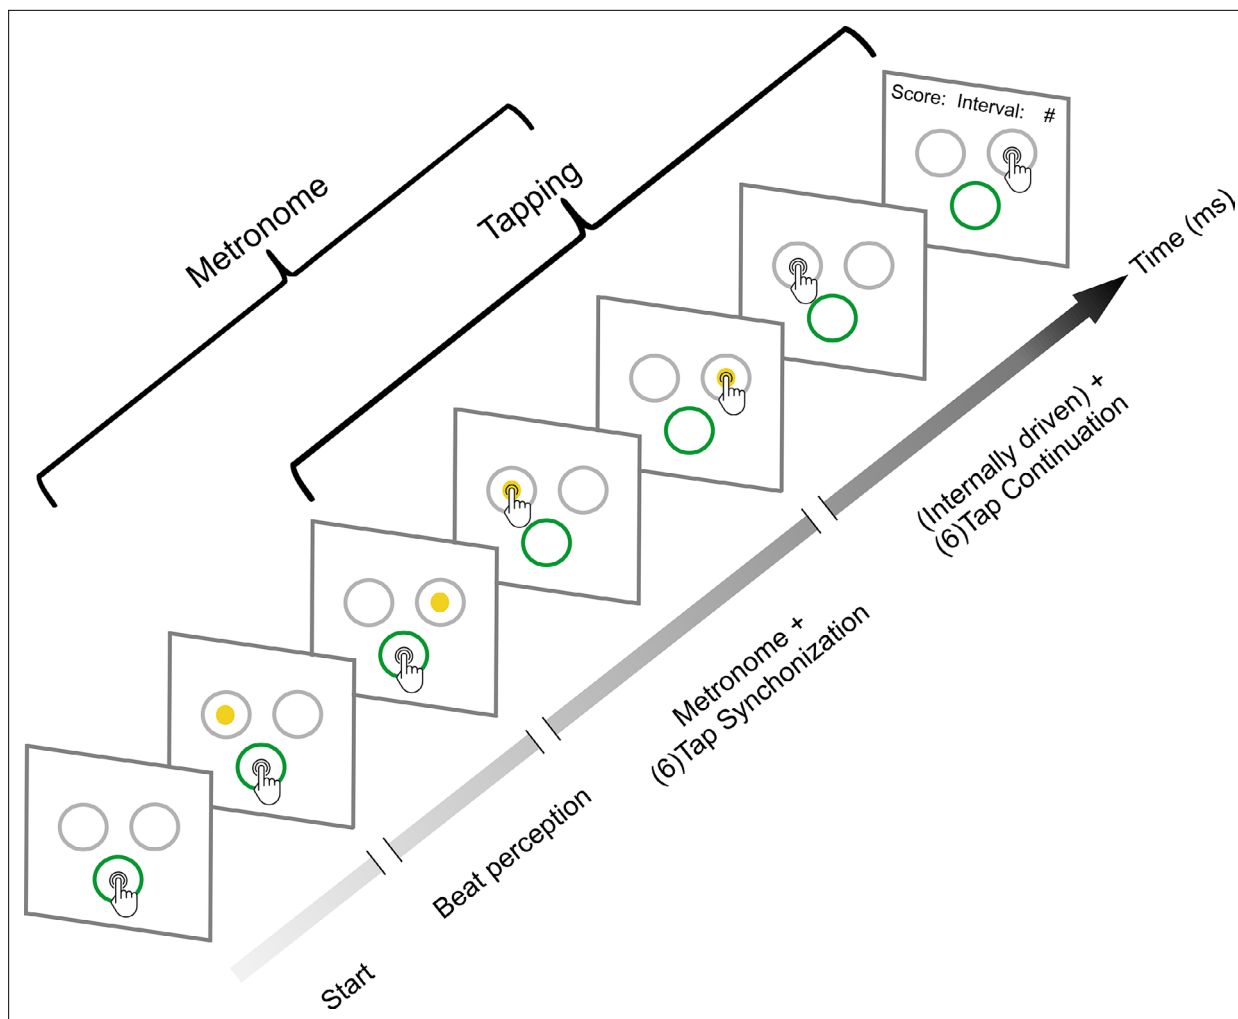 Metronome
Tapping
Score: Interval: #
Time (ms)
Start
Beat perception
Metronome +
(6)Tap Synchonization
(Internally driven) +
(6)Tap Continuation